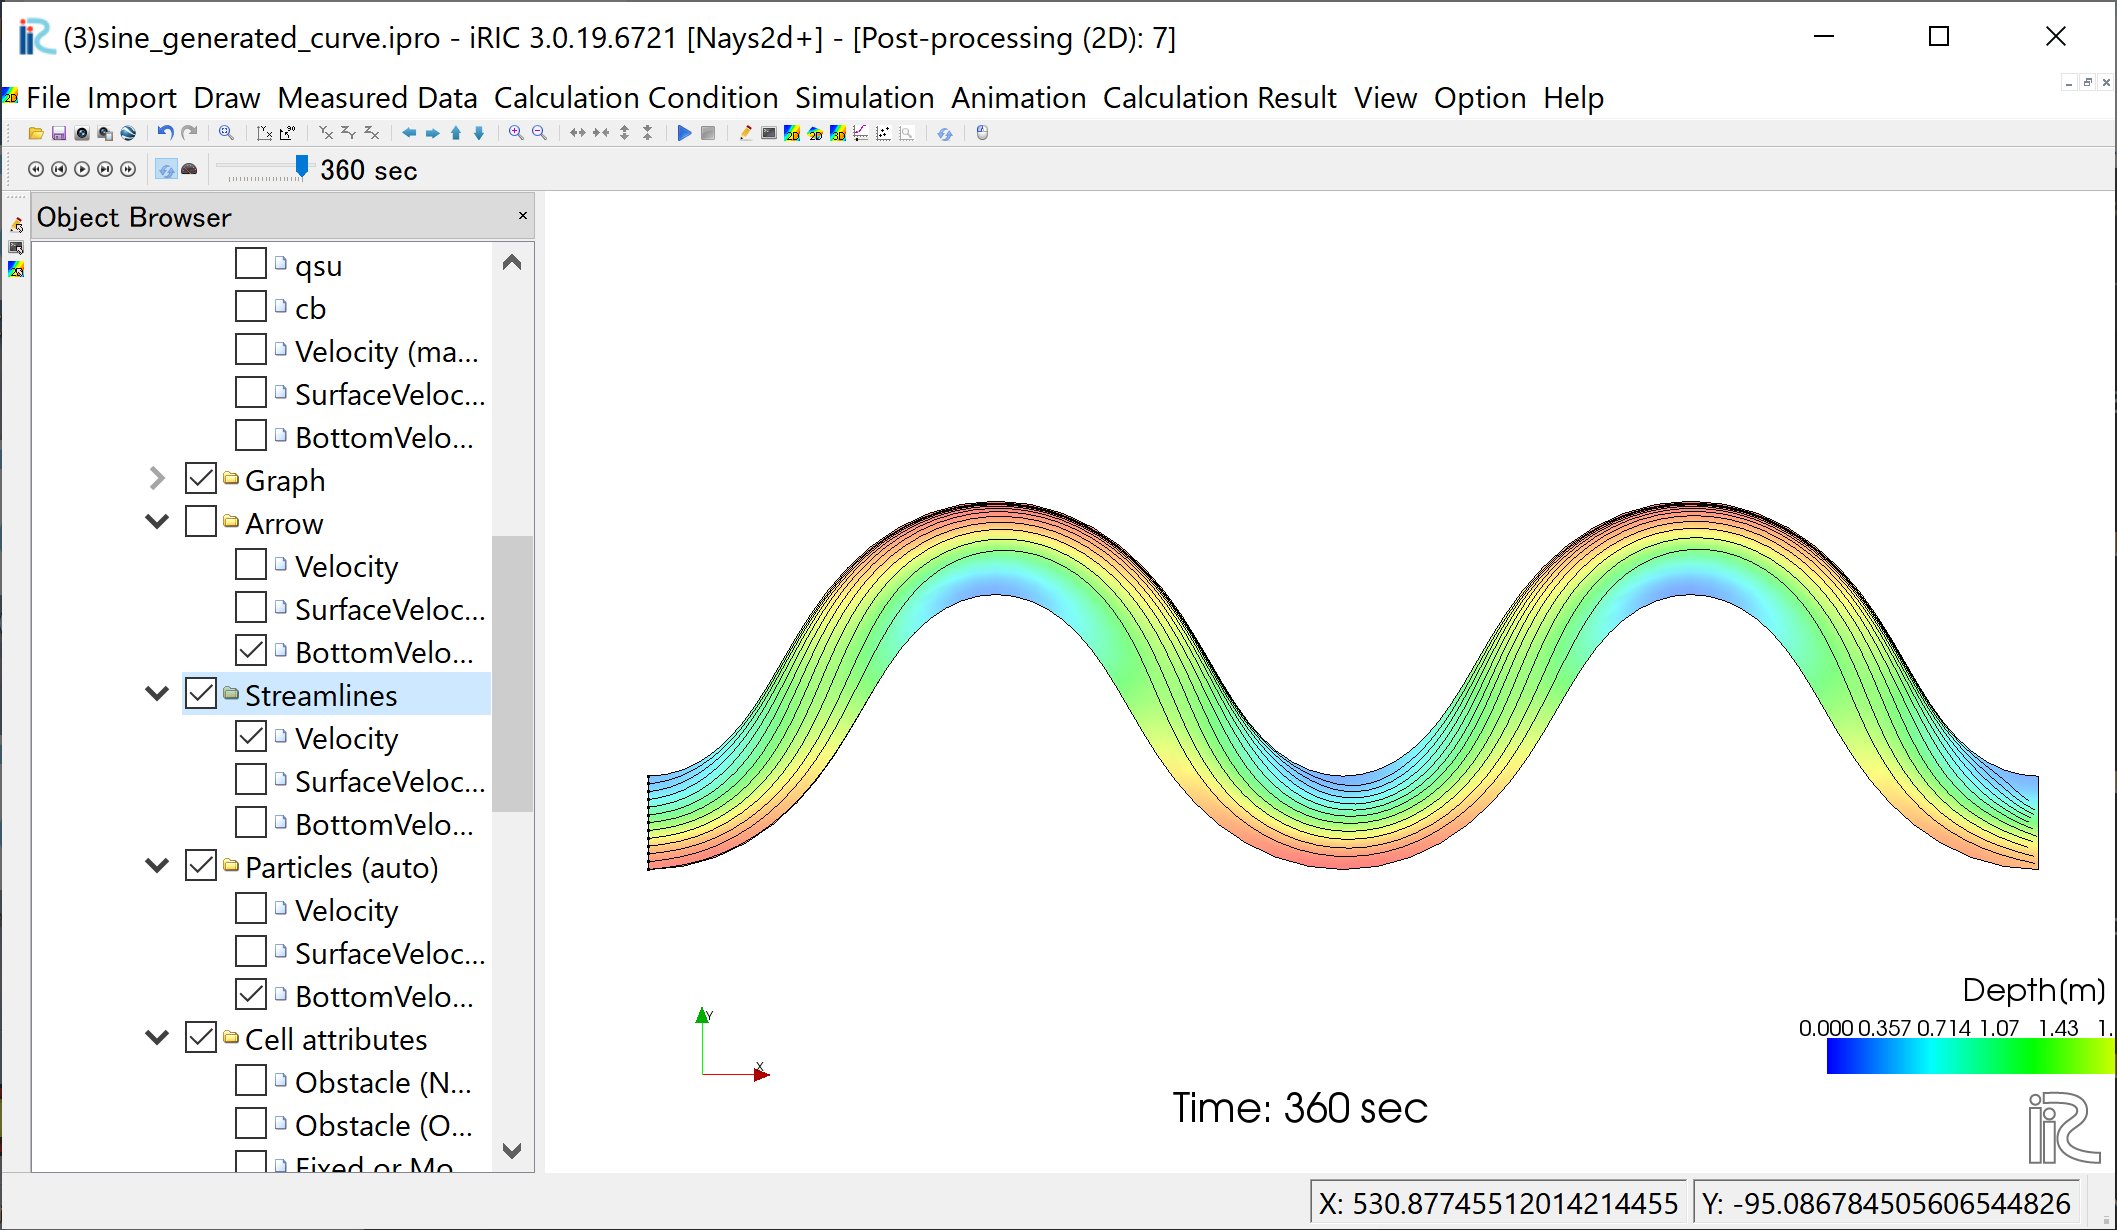 (3)sine_generated_curve.ipro - iRIC 3.0.19.6721 [Nays2d+] - [Post-processing (2D): 7]
File Import Draw Measured Data Calculation Condition Simulation Animation Calculation Result View Option Help
360 sec
Object Browser
qsu
cb
Velocity (ma...
SurfaceVeloc...
BottomVelo...
Graph
Arrow
Velocity
SurfaceVeloc...
BottomVelo...
Streamlines
Velocity
SurfaceVeloc...
BottomVelo...
Particles (auto)
Velocity
SurfaceVeloc...
BottomVelo...
Cell attributes
Obstacle (N...
Obstacle (O...
Fixed or Mo
Y
X
Depth(m)
0.000 0.357 0.714 1.07 1.43 1.
Time: 360 sec
iRIC
X: 530.87745512014214455 Y: -95.086784505606544826